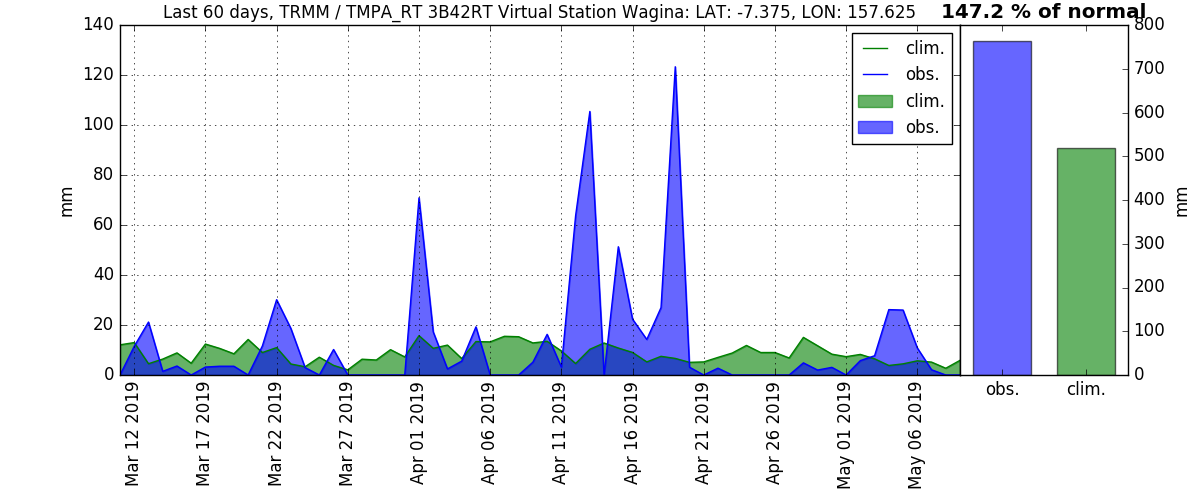 Last 60 days, TRMM / TMPA_RT 3B42RT Virtual Station Wagina: LAT: -7.375, LON: 157.625
147.2 % of normal
140
120
100
80
60
40
20
0
mm
clim.
obs.
clim.
obs.
Mar 12 2019
Mar 17 2019
Mar 22 2019
Mar 27 2019
Apr 01 2019
Apr 06 2019
Apr 11 2019
Apr 16 2019
Apr 21 2019
Apr 26 2019
May 01 2019
May 06 2019
800
700
600
500
400
300
200
100
0
mm
obs.
clim.